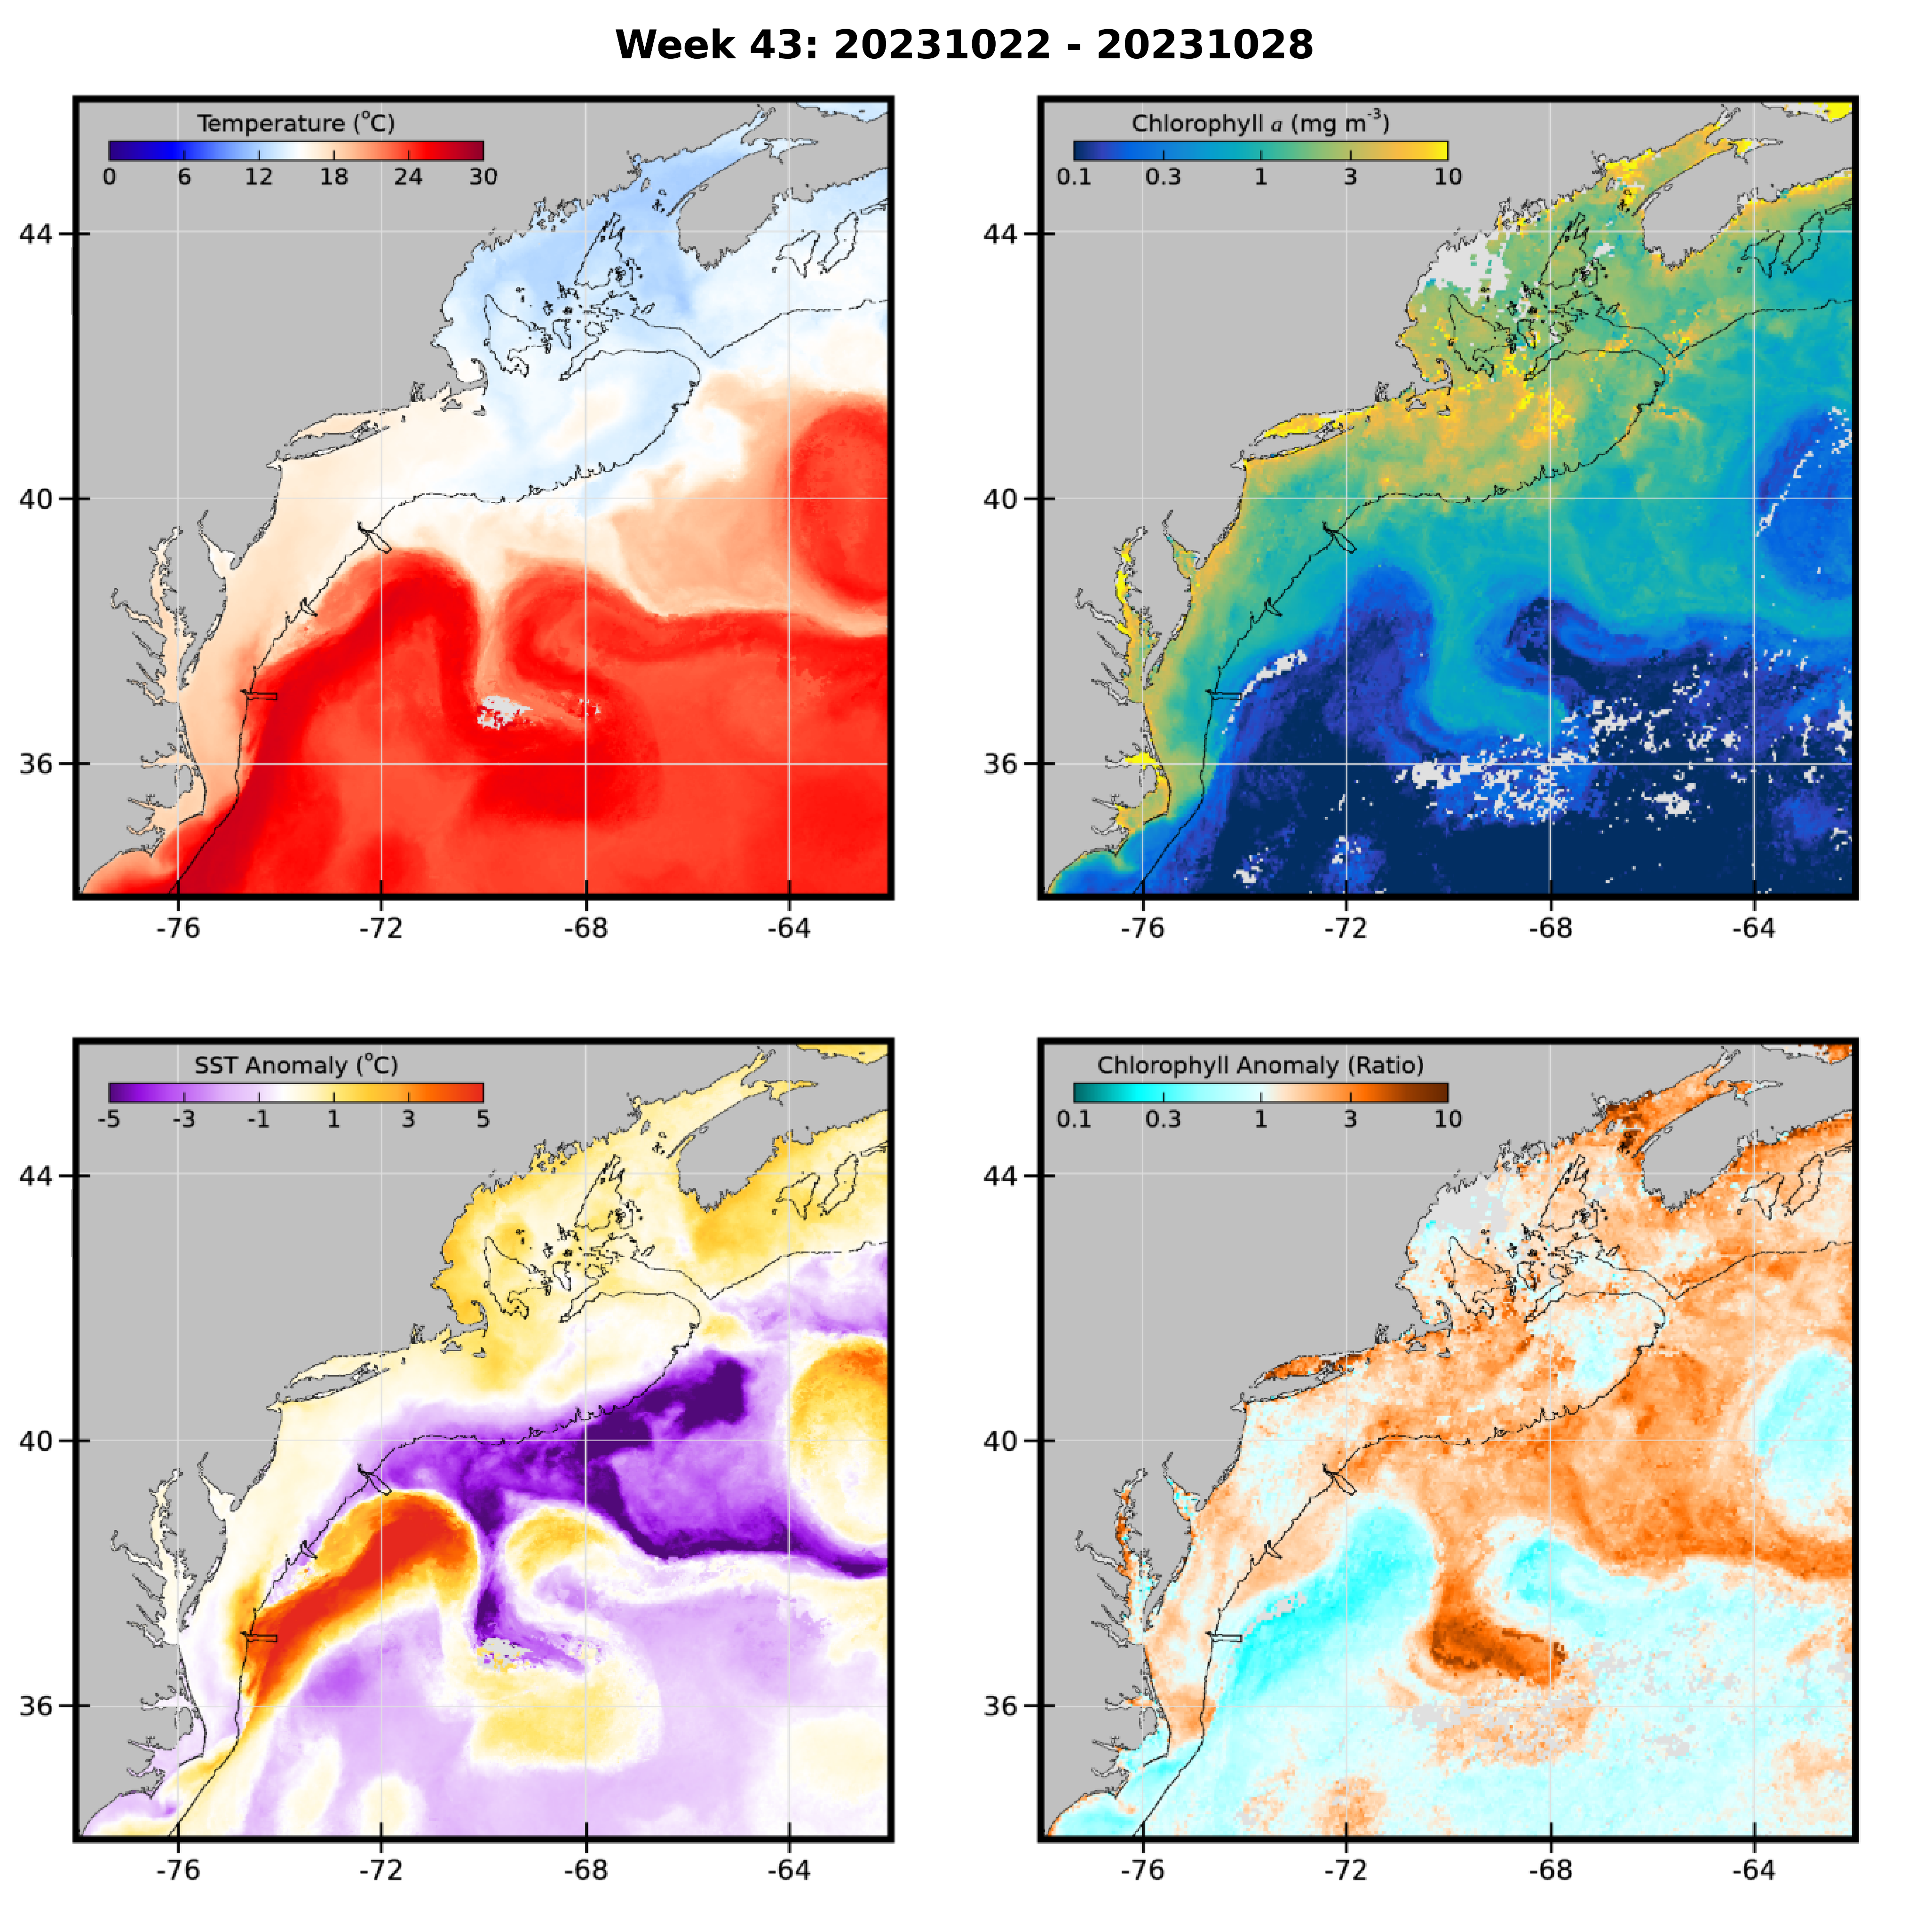 Week 43: 20231022 - 20231028
Temperature (°C)
0 6 12 18 24 30
44
40
36
-76 -72 -68 -64
Chlorophyll a (mg m⁻³)
0.1 0.3 1 3 10
44
40
36
-76 -72 -68 -64
SST Anomaly (°C)
-5 -3 -1 1 3 5
44
40
36
-76 -72 -68 -64
Chlorophyll Anomaly (Ratio)
0.1 0.3 1 3 10
44
40
36
-76 -72 -68 -64